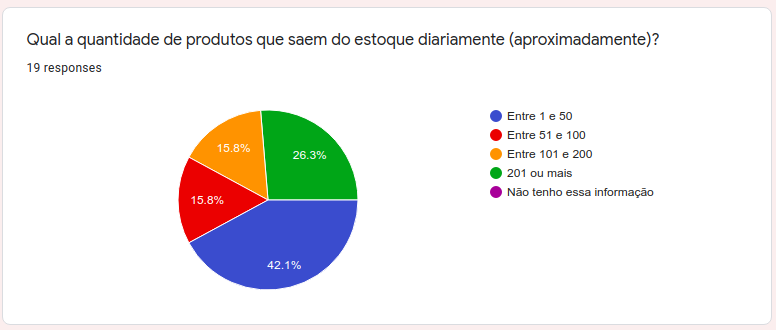 Qual a quantidade de produtos que saem do estoque diariamente (aproximadamente)?
19 responses
Entre 1 e 50
Entre 51 e 100
Entre 101 e 200
201 ou mais
Não tenho essa informação
15.8%
26.3%
15.8%
42.1%